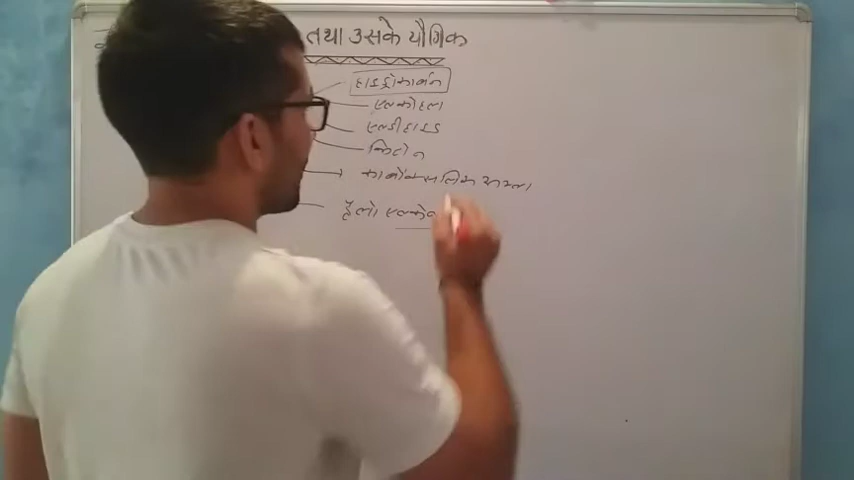 तथा उसके यौगिक
हाइड्रोकार्बन
एल्कोहल
एल्डीहाइड
किटोन
कार्बोक्सलिक अम्ल
हैलो